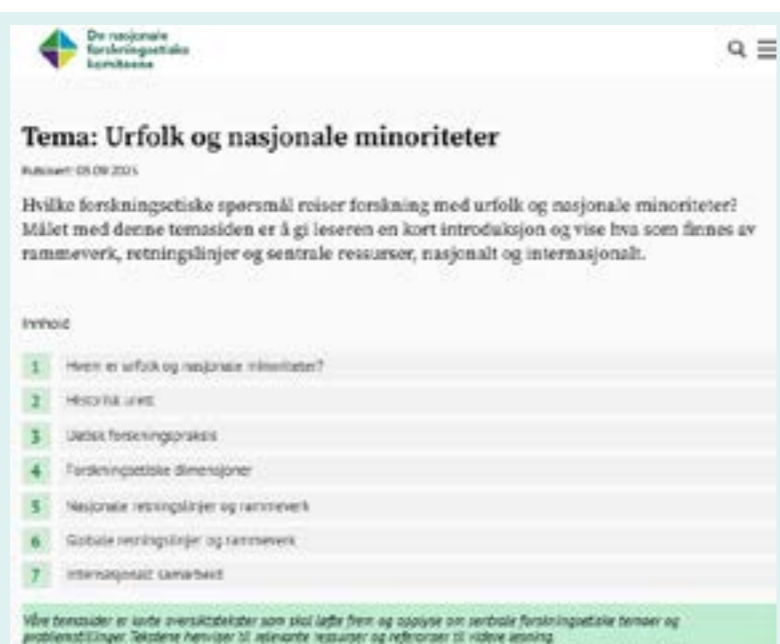 De nasjonale
forskningsetiske
komiteene
Tema: Urfolk og nasjonale minoriteter
Publisert: 03.09.2025
Hvilke forskningsetiske spørsmål reiser forskning med urfolk og nasjonale minoriteter?
Målet med denne temasiden er å gi leseren en kort introduksjon og vise hva som finnes av
rammeverk, retningslinjer og sentrale ressurser, nasjonalt og internasjonalt.
Innhold
1 Hvem er urfolk og nasjonale minoriteter?
2 Historisk urett
3 Uetisk forskningspraksis
4 Forskningsetiske dimensjoner
5 Nasjonale retningslinjer og rammeverk
6 Globale retningslinjer og rammeverk
7 Internasjonalt samarbeid
Våre temasider er korte oversiktstekster som skal løfte frem og opplyse om sentrale forskningsetiske temaer og
problemstillinger. Tekstene henviser til relevante ressurser og referanser til videre lesning.